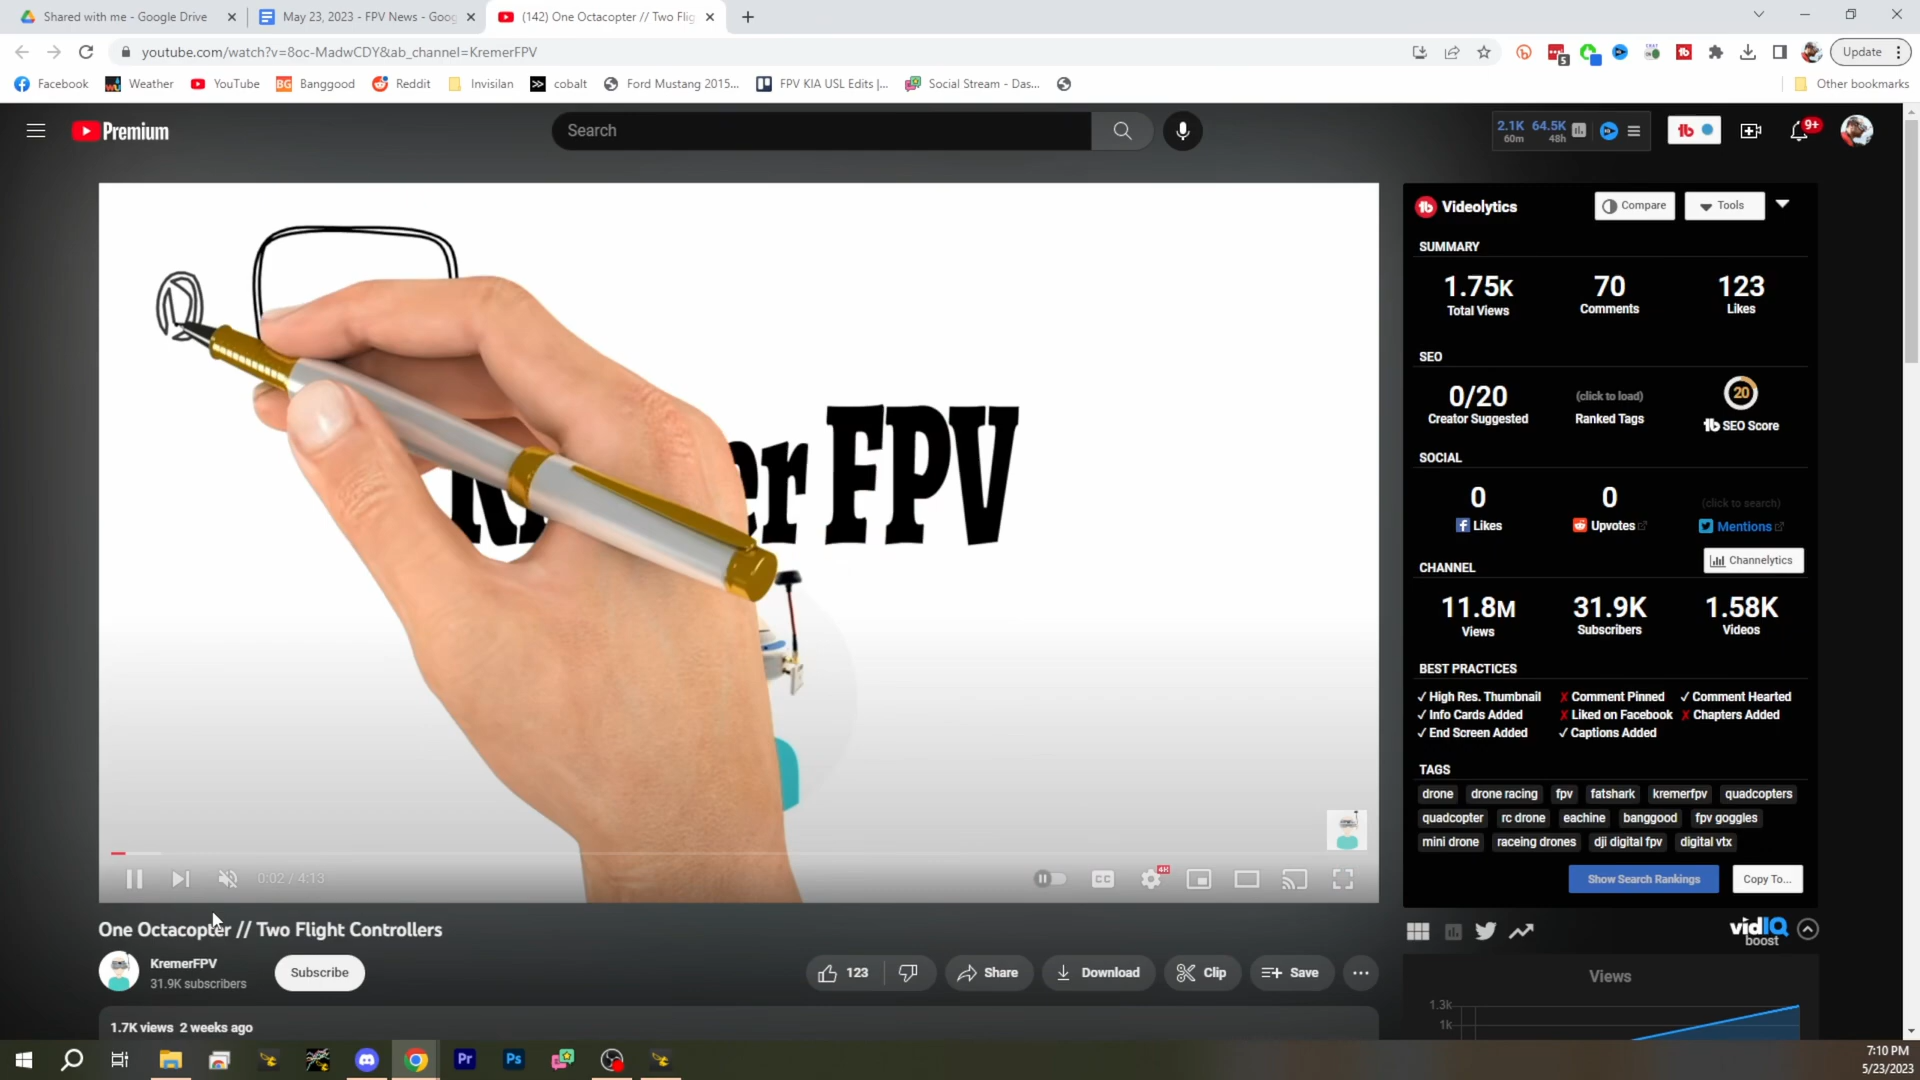 Shared with me - Google Drive
May 23, 2023 - FPV News - Goog
(142) One Octacopter // Two Flig
youtube.com/watch?v=8oc-MadwCDY&ab_channel=KremerFPV
5
Update
Facebook
Weather
YouTube
BG Banggood
Reddit
Invisilan
cobalt
Ford Mustang 2015...
FPV KIA USL Edits |...
Social Stream - Das...
Other bookmarks
Premium
Search
2.1K 64.5K
60m 48h
9+
er FPV
Videolytics
Compare
Tools
SUMMARY
1.75K 70 123
Total Views Comments Likes
SEO
0/20 (click to load) 20
Creator Suggested Ranked Tags SEO Score
SOCIAL
0 0 (click to search)
Likes Upvotes Mentions
CHANNEL
Channelytics
11.8M 31.9K 1.58K
Views Subscribers Videos
BEST PRACTICES
✓ High Res. Thumbnail ✗ Comment Pinned ✓ Comment Hearted
✓ Info Cards Added ✗ Liked on Facebook ✗ Chapters Added
✓ End Screen Added ✓ Captions Added
TAGS
drone drone racing fpv fatshark kremerfpv quadcopters
quadcopter rc drone eachine banggood fpv goggles
mini drone raceing drones dji digital fpv digital vtx
Show Search Rankings
Copy To...
0:02 / 4:13
CC
4K
One Octacopter // Two Flight Controllers
KremerFPV
31.9K subscribers
Subscribe
123
Share
Download
Clip
Save
1.7K views 2 weeks ago
vidIQ
boost
Views
1.3k
1k
Pr
Ps
7:10 PM
5/23/2023